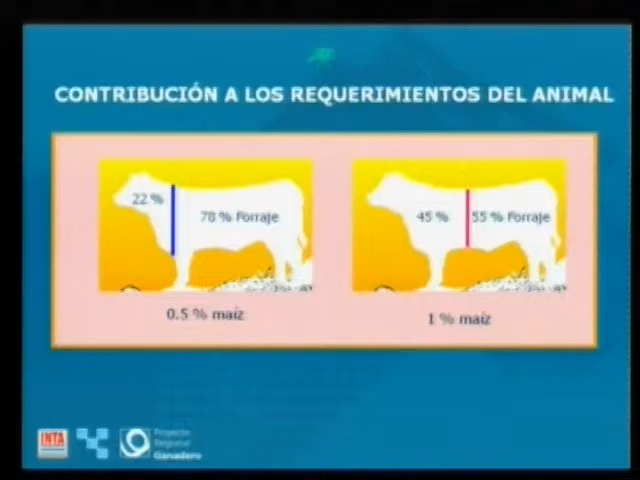 CONTRIBUCIÓN A LOS REQUERIMIENTOS DEL ANIMAL
22 %
78 % Forraje
45 %
55 % Forraje
0.5 % maíz
1 % maíz
INTA
Proyecto
Regional
Ganadero